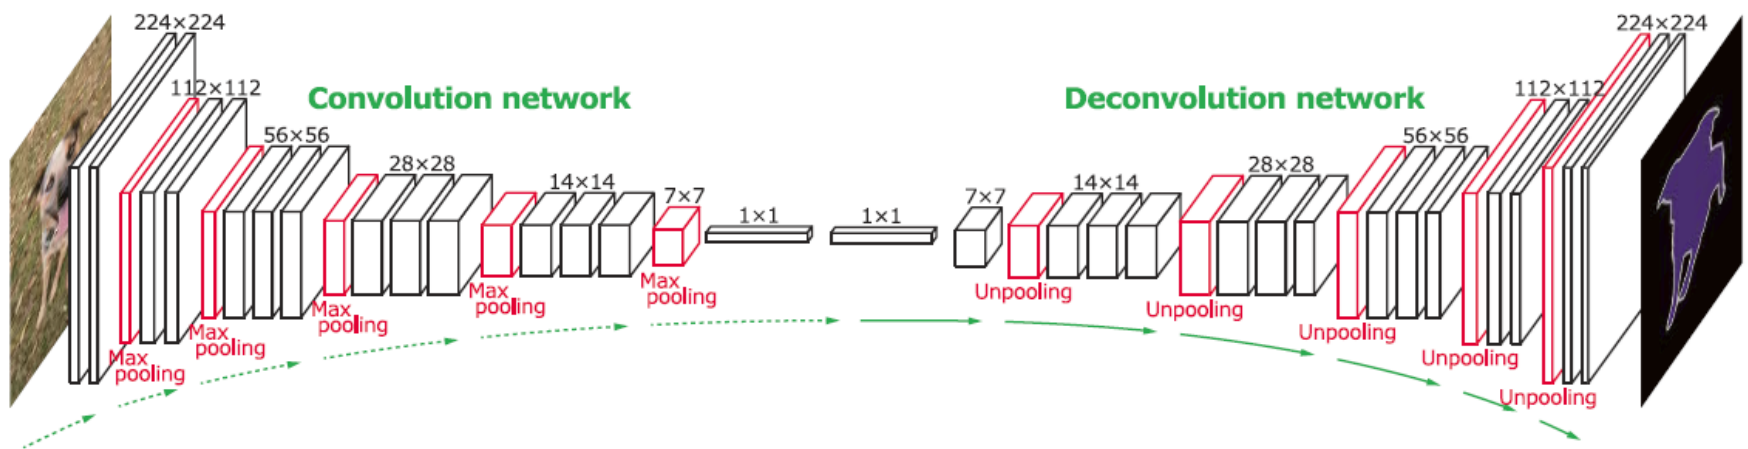 224×224
112×112
Convolution network
56×56
28×28
14×14
7×7
1×1
1×1
7×7
14×14
28×28
56×56
Deconvolution network
112×112
224×224
Max
pooling
Max
pooling
Max
pooling
Max
pooling
Max
pooling
Unpooling
Unpooling
Unpooling
Unpooling
Unpooling